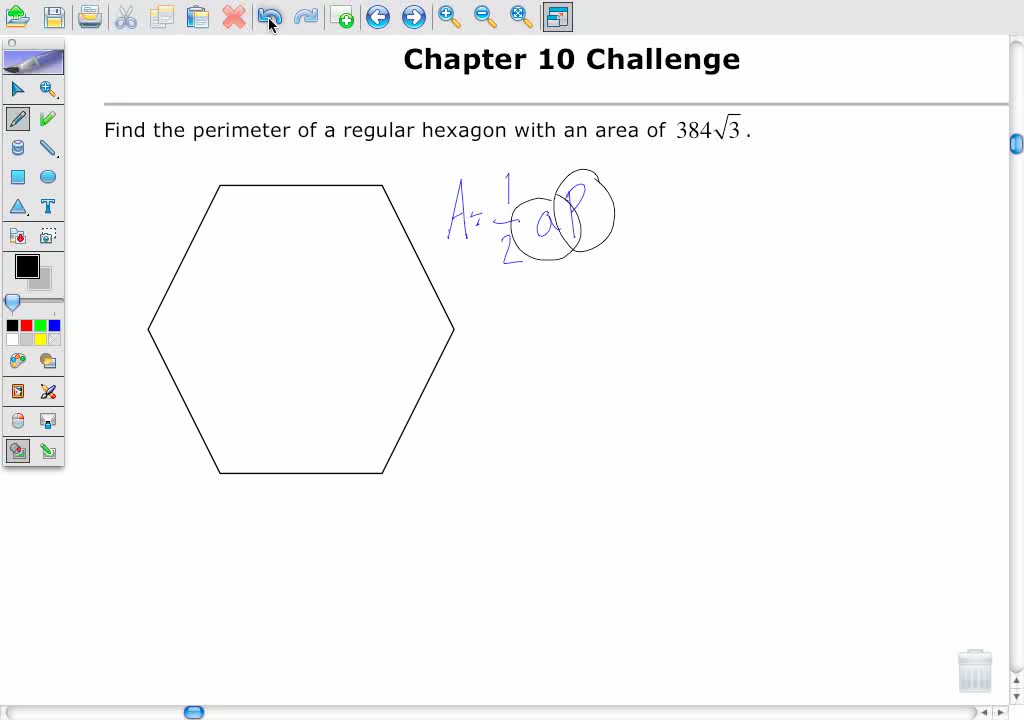 Chapter 10 Challenge
Find the perimeter of a regular hexagon with an area of 384√3.
A = 1/2 aP